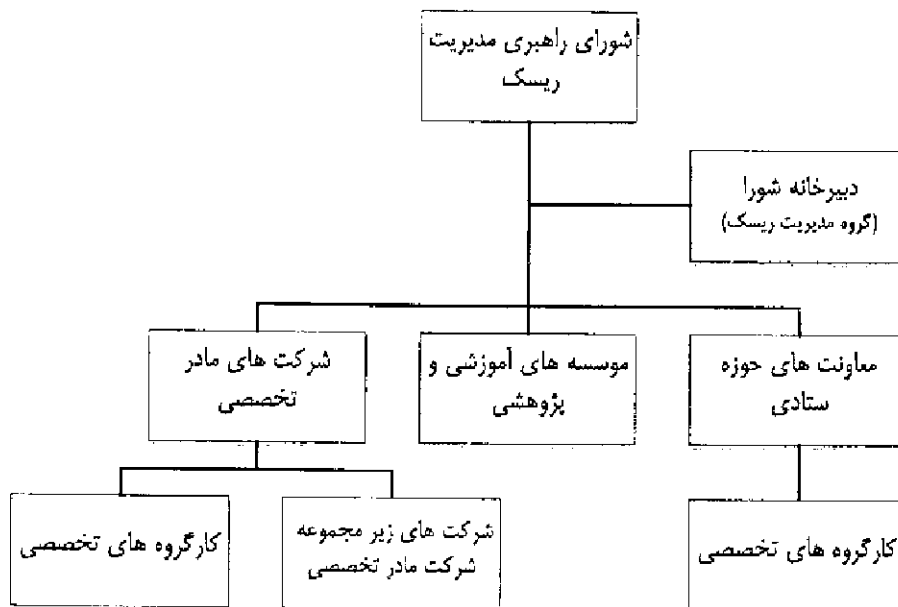 شورای راهبری مدیریت
ریسک
دبیرخانه شورا
(گروه مدیریت ریسک)
معاونت های حوزه
ستادی
موسسه های آموزشی و
پژوهشی
شرکت های مادر
تخصصی
کارگروه های تخصصی
شرکت های زیر مجموعه
شرکت مادر تخصصی
کارگروه های تخصصی